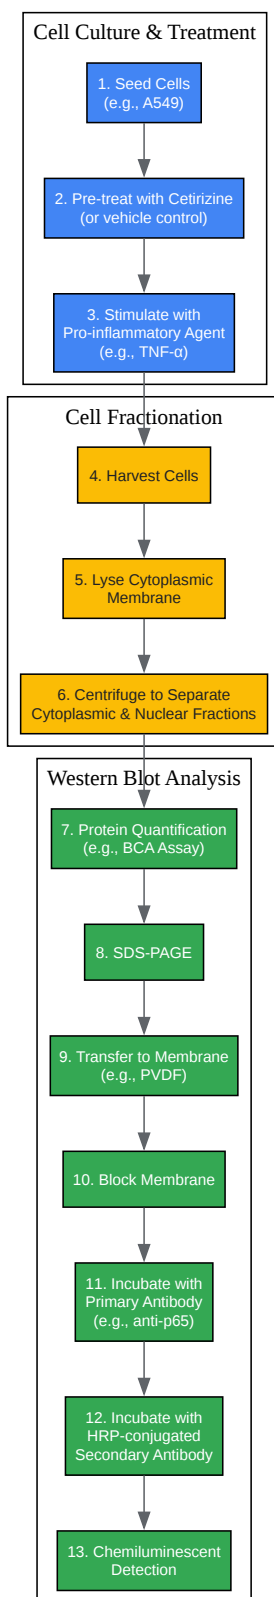 Cell Culture & Treatment
1. Seed Cells
(e.g., A549)
2. Pre-treat with Cetirizine
(or vehicle control)
3. Stimulate with
Pro-inflammatory Agent
(e.g., TNF-α)
Cell Fractionation
4. Harvest Cells
5. Lyse Cytoplasmic
Membrane
6. Centrifuge to Separate
Cytoplasmic & Nuclear Fractions
Western Blot Analysis
7. Protein Quantification
(e.g., BCA Assay)
8. SDS-PAGE
9. Transfer to Membrane
(e.g., PVDF)
10. Block Membrane
11. Incubate with
Primary Antibody
(e.g., anti-p65)
12. Incubate with
HRP-conjugated
Secondary Antibody
13. Chemiluminescent
Detection